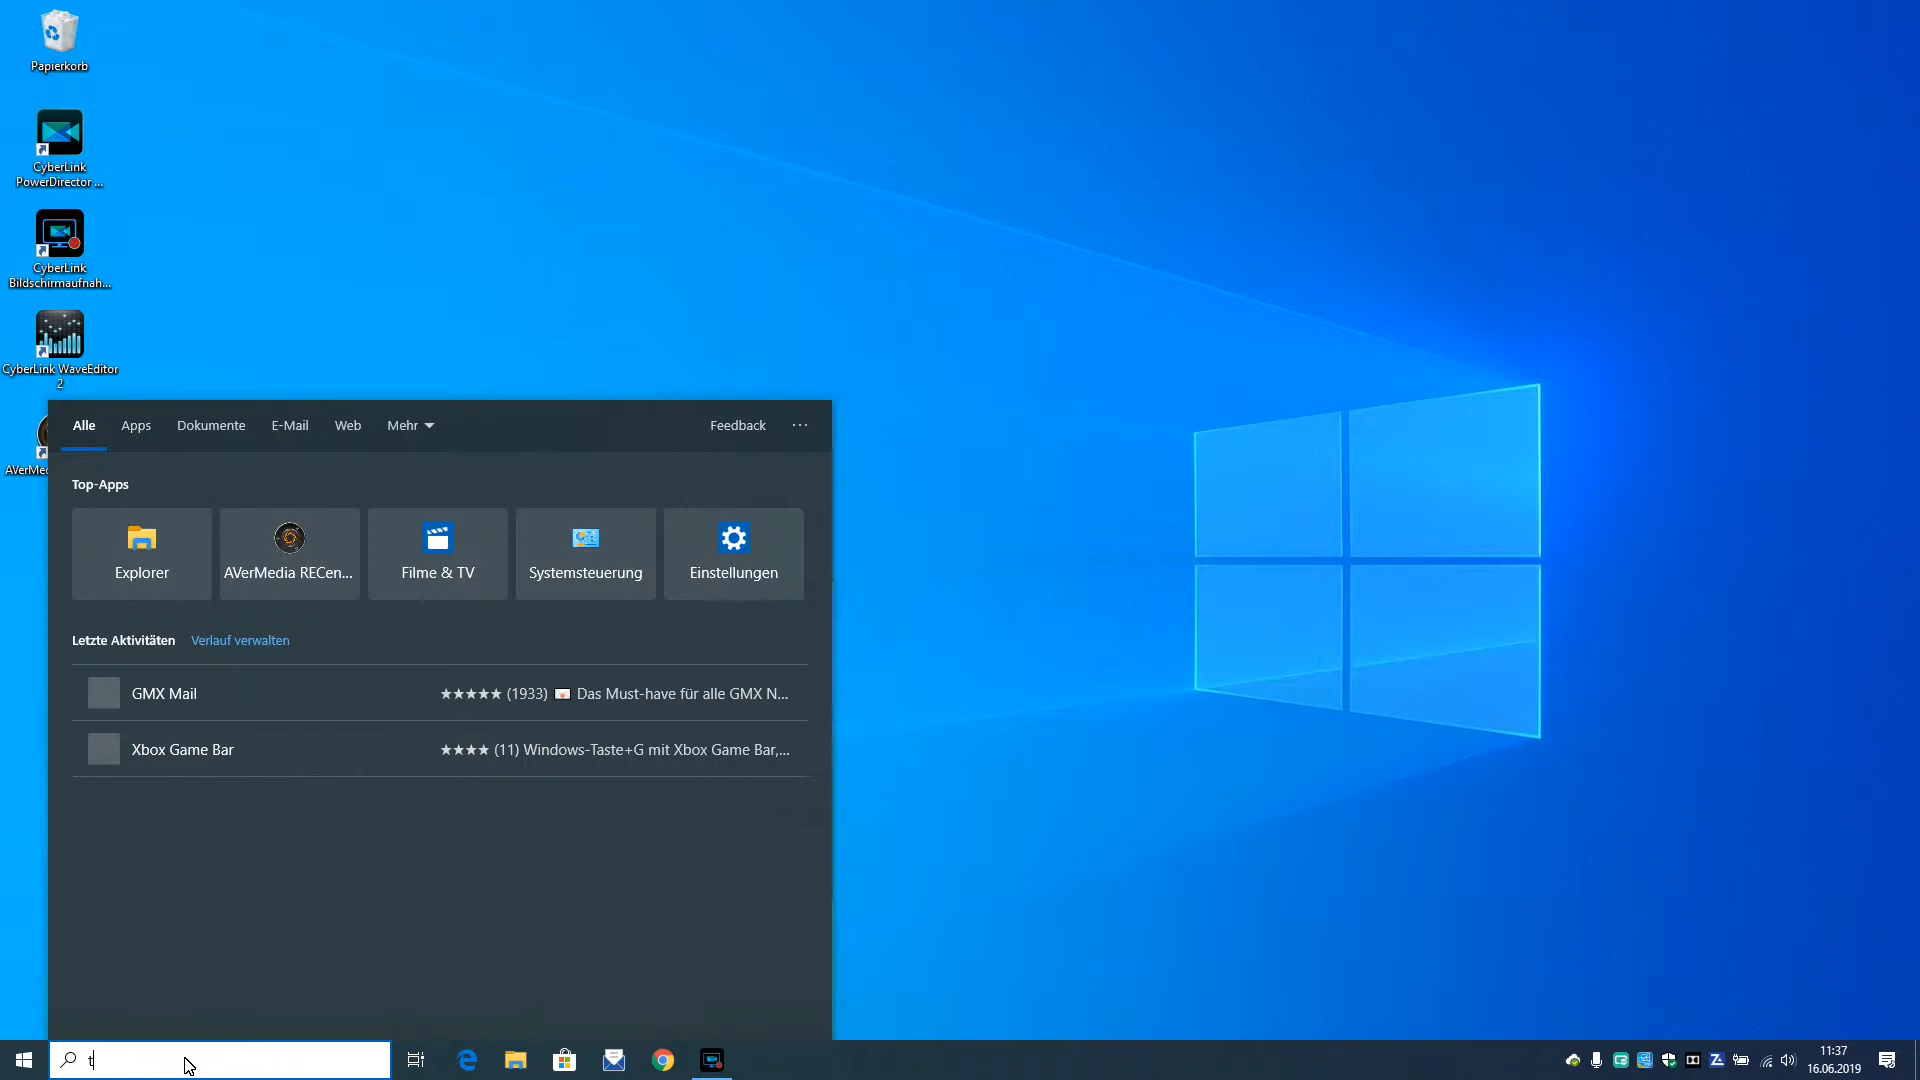 Papierkorb
CyberLink
PowerDirector ...
CyberLink
Bildschirmaufnah...
CyberLink WaveEditor
2
AVerMec
Alle Apps Dokumente E-Mail Web Mehr Feedback ...
Top-Apps
Explorer AVerMedia RECen... Filme & TV Systemsteuerung Einstellungen
Letzte Aktivitäten Verlauf verwalten
GMX Mail ★★★★★ (1933) Das Must-have für alle GMX N...
Xbox Game Bar ★★★★ (11) Windows-Taste+G mit Xbox Game Bar,...
t
11:37
16.06.2019